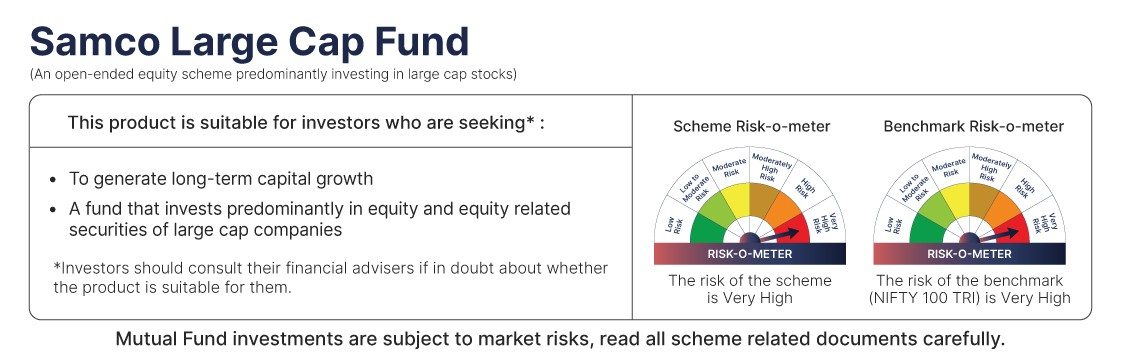 Samco Large Cap Fund
(An open-ended equity scheme predominantly investing in large cap stocks)
This product is suitable for investors who are seeking* :
• To generate long-term capital growth
• A fund that invests predominantly in equity and equity related
securities of large cap companies
*Investors should consult their financial advisers if in doubt about whether
the product is suitable for them.
Scheme Risk-o-meter
Low
Risk
Low to
Moderate
Risk
Moderate
Risk
Moderately
High
Risk
High
Risk
Very
High
Risk
RISK-O-METER
The risk of the scheme
is Very High
Benchmark Risk-o-meter
Low
Risk
Low to
Moderate
Risk
Moderate
Risk
Moderately
High
Risk
High
Risk
Very
High
Risk
RISK-O-METER
The risk of the benchmark
(NIFTY 100 TRI) is Very High
Mutual Fund investments are subject to market risks, read all scheme related documents carefully.